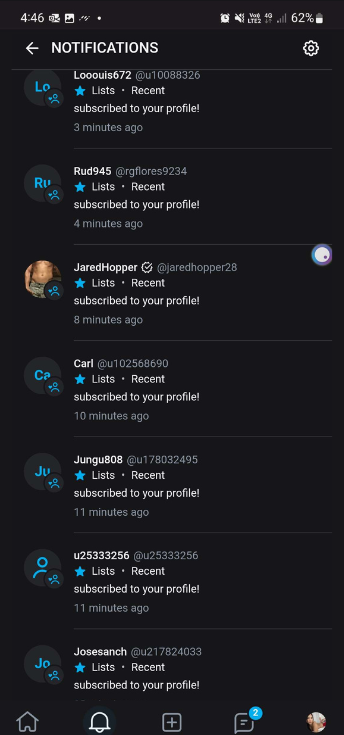 4:46 62%
Vo) 4G
LTE2
NOTIFICATIONS
Lo
Looouis672 @u10088326
Lists • Recent
subscribed to your profile!
3 minutes ago
Ru
Rud945 @rgflores9234
Lists • Recent
subscribed to your profile!
4 minutes ago
JaredHopper @jaredhopper28
Lists • Recent
subscribed to your profile!
8 minutes ago
Ca
Carl @u102568690
Lists • Recent
subscribed to your profile!
10 minutes ago
Ju
Jungu808 @u178032495
Lists • Recent
subscribed to your profile!
11 minutes ago
u25333256 @u25333256
Lists • Recent
subscribed to your profile!
11 minutes ago
Jo
Josesanch @u217824033
Lists • Recent
subscribed to your profile!
2